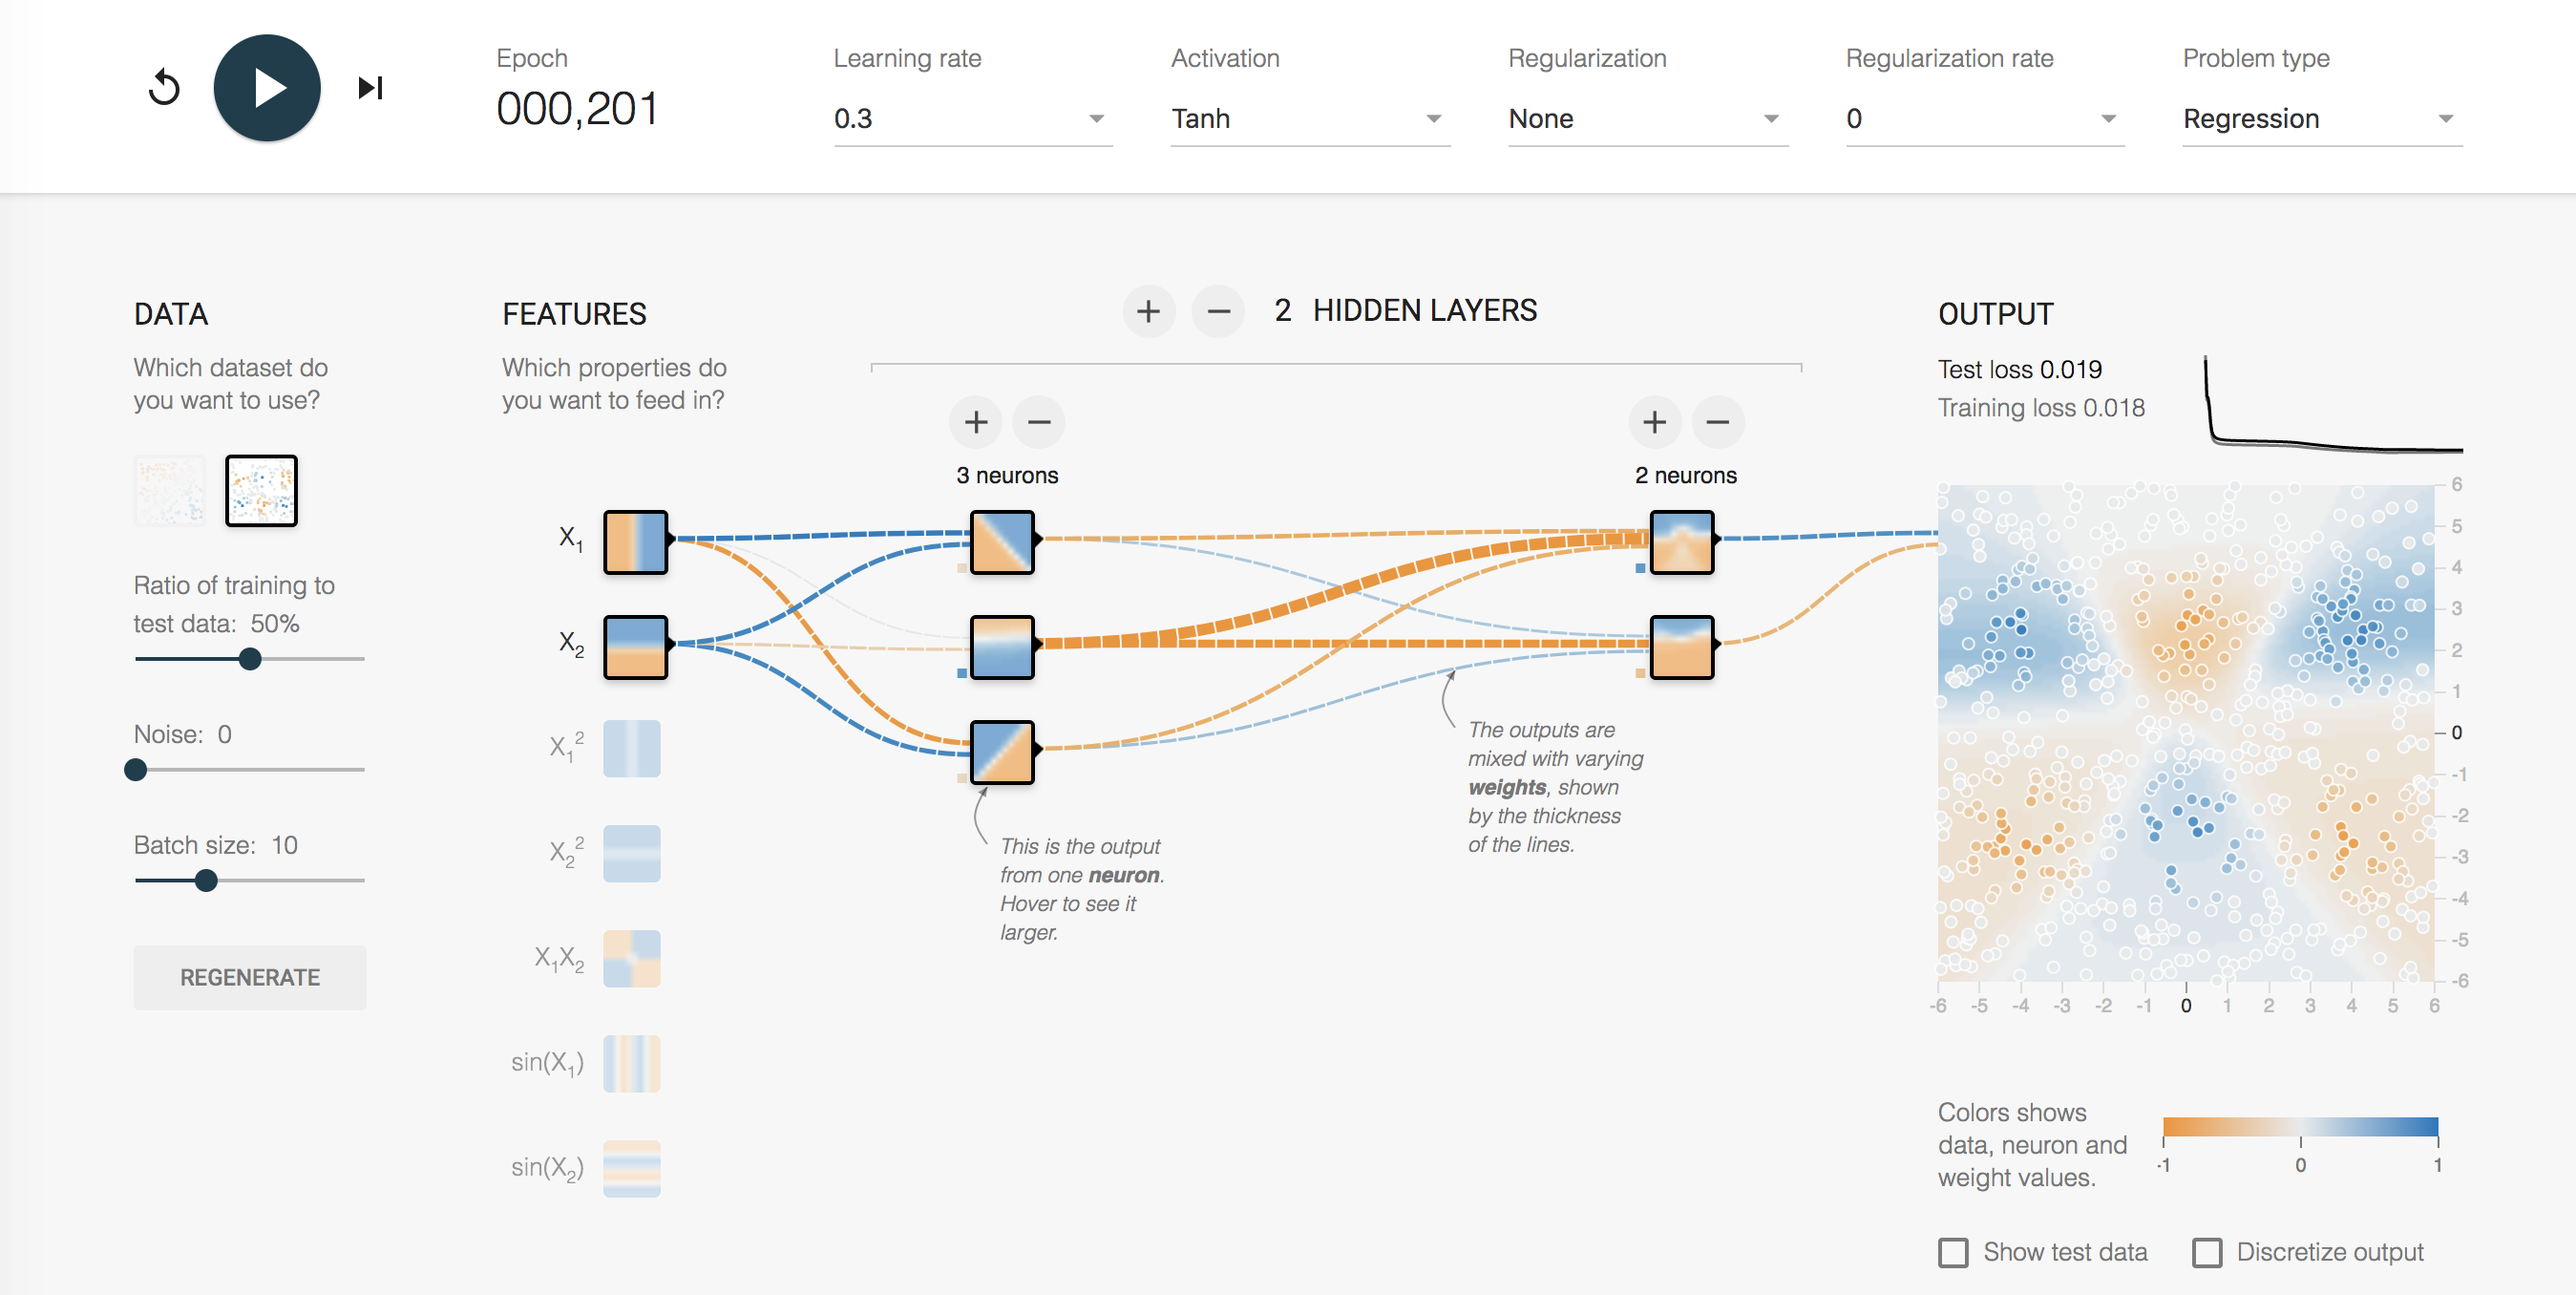 Epoch
000,201
Learning rate
0.3
Activation
Tanh
Regularization
None
Regularization rate
0
Problem type
Regression
DATA
Which dataset do
you want to use?
Ratio of training to
test data: 50%
Noise: 0
Batch size: 10
REGENERATE
FEATURES
Which properties do
you want to feed in?
X1
X2
X1^2
X2^2
X1X2
sin(X1)
sin(X2)
+ − 2 HIDDEN LAYERS
+ −
3 neurons
+ −
2 neurons
This is the output
from one neuron.
Hover to see it
larger.
The outputs are
mixed with varying
weights, shown
by the thickness
of the lines.
OUTPUT
Test loss 0.019
Training loss 0.018
6
5
4
3
2
1
0
-1
-2
-3
-4
-5
-6
-6 -5 -4 -3 -2 -1 0 1 2 3 4 5 6
Colors shows
data, neuron and
weight values.
-1 0 1
Show test data
Discretize output